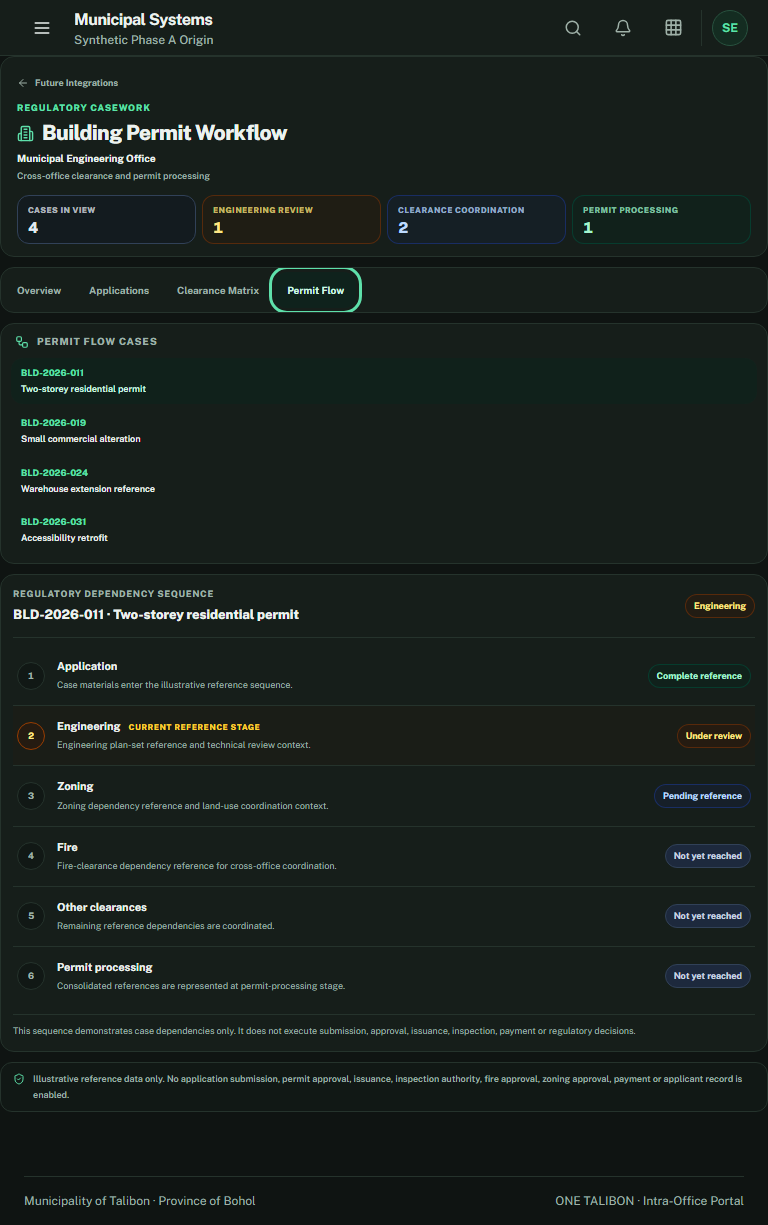 Municipal Systems
Synthetic Phase A Origin
SE
Future Integrations
REGULATORY CASEWORK
Building Permit Workflow
Municipal Engineering Office
Cross-office clearance and permit processing
CASES IN VIEW
4
ENGINEERING REVIEW
1
CLEARANCE COORDINATION
2
PERMIT PROCESSING
1
Overview
Applications
Clearance Matrix
Permit Flow
PERMIT FLOW CASES
BLD-2026-011
Two-storey residential permit
BLD-2026-019
Small commercial alteration
BLD-2026-024
Warehouse extension reference
BLD-2026-031
Accessibility retrofit
REGULATORY DEPENDENCY SEQUENCE
BLD-2026-011 · Two-storey residential permit
Engineering
1
Application
Case materials enter the illustrative reference sequence.
Complete reference
2
Engineering CURRENT REFERENCE STAGE
Engineering plan-set reference and technical review context.
Under review
3
Zoning
Zoning dependency reference and land-use coordination context.
Pending reference
4
Fire
Fire-clearance dependency reference for cross-office coordination.
Not yet reached
5
Other clearances
Remaining reference dependencies are coordinated.
Not yet reached
6
Permit processing
Consolidated references are represented at permit-processing stage.
Not yet reached
This sequence demonstrates case dependencies only. It does not execute submission, approval, issuance, inspection, payment or regulatory decisions.
Illustrative reference data only. No application submission, permit approval, issuance, inspection authority, fire approval, zoning approval, payment or applicant record is
enabled.
Municipality of Talibon · Province of Bohol
ONE TALIBON · Intra-Office Portal